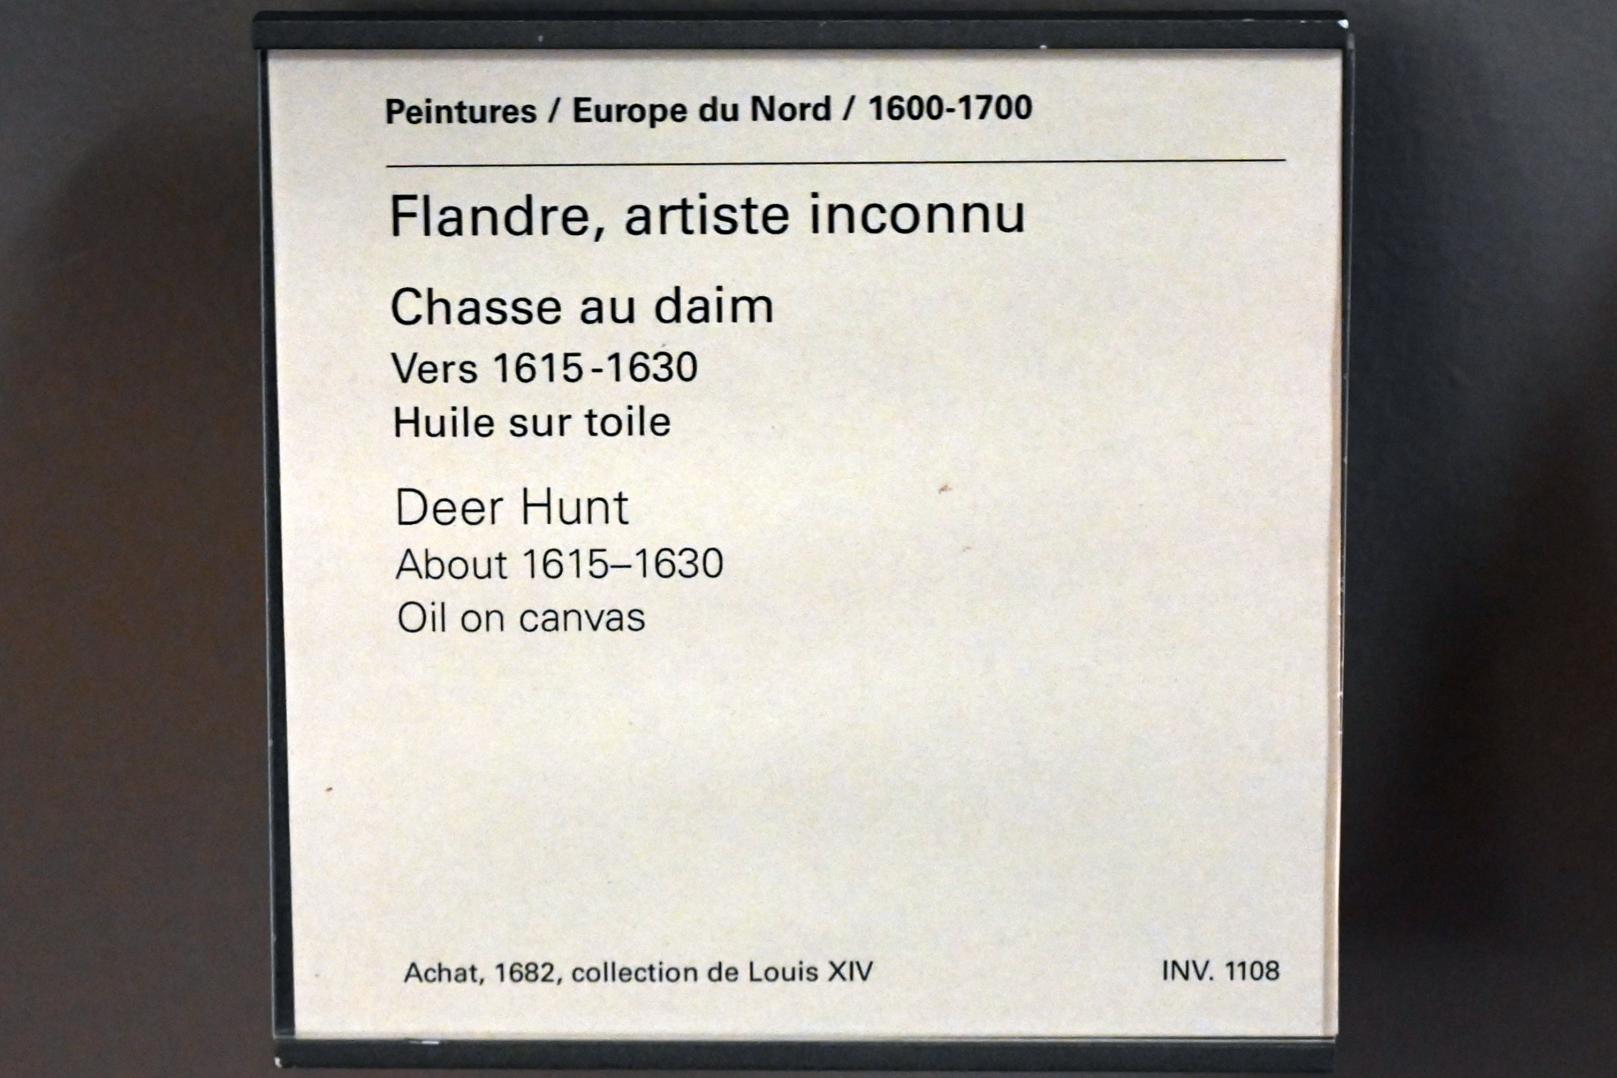 Peintures / Europe du Nord / 1600-1700
Flandre, artiste inconnu
Chasse au daim
Vers 1615-1630
Huile sur toile
Deer Hunt
About 1615–1630
Oil on canvas
Achat, 1682, collection de Louis XIV
INV. 1108